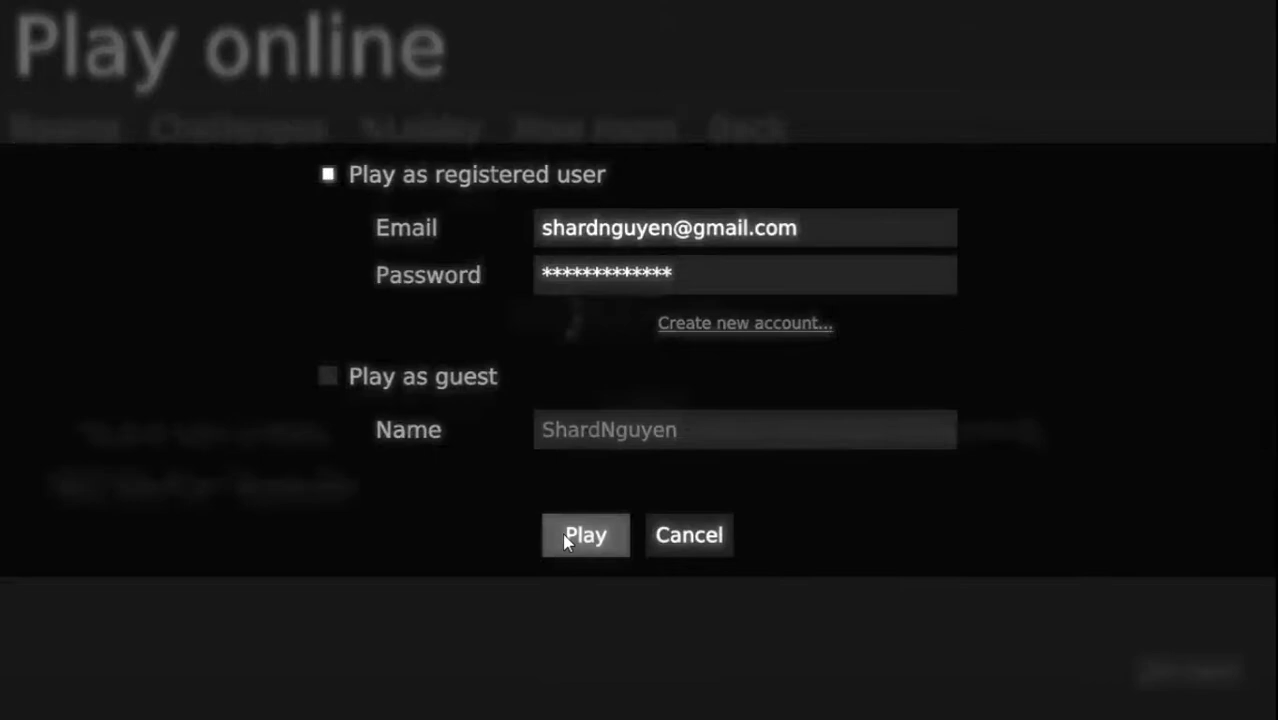 Play online
Play as registered user
Email shardnguyen@gmail.com
Password *************
Create new account...
Play as guest
Name ShardNguyen
Play Cancel